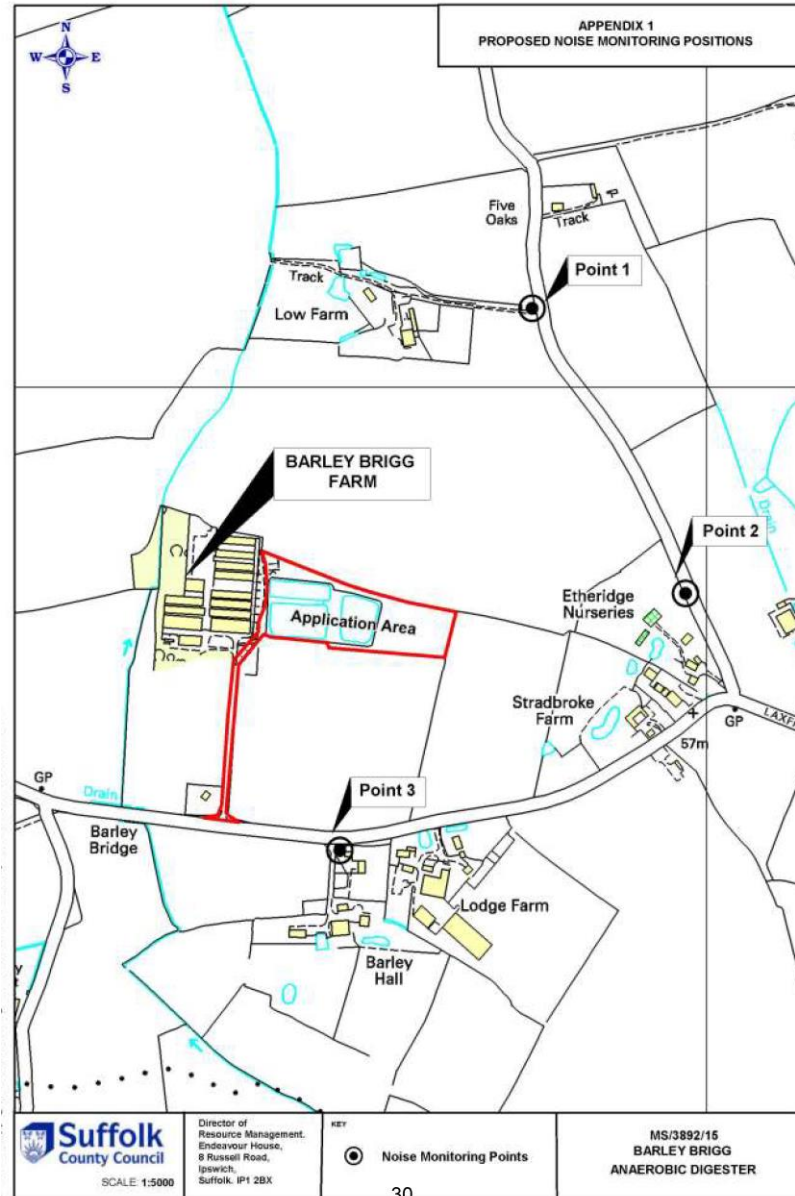 APPENDIX 1
PROPOSED NOISE MONITORING POSITIONS
N
W E
S
Five
Oaks
Track
Point 1
Track
Low Farm
BARLEY BRIGG
FARM
Drain
Point 2
Etheridge
Nurseries
Application Area
Stradbroke
Farm
GP
57m
GP
Drain
Point 3
Barley
Bridge
Lodge Farm
Barley
Hall
Suffolk
County Council
SCALE: 1:5000
Director of
Resource Management.
Endeavour House,
8 Russell Road,
Ipswich,
Suffolk. IP1 2BX
KEY
Noise Monitoring Points
MS/3892/15
BARLEY BRIGG
ANAEROBIC DIGESTER
30